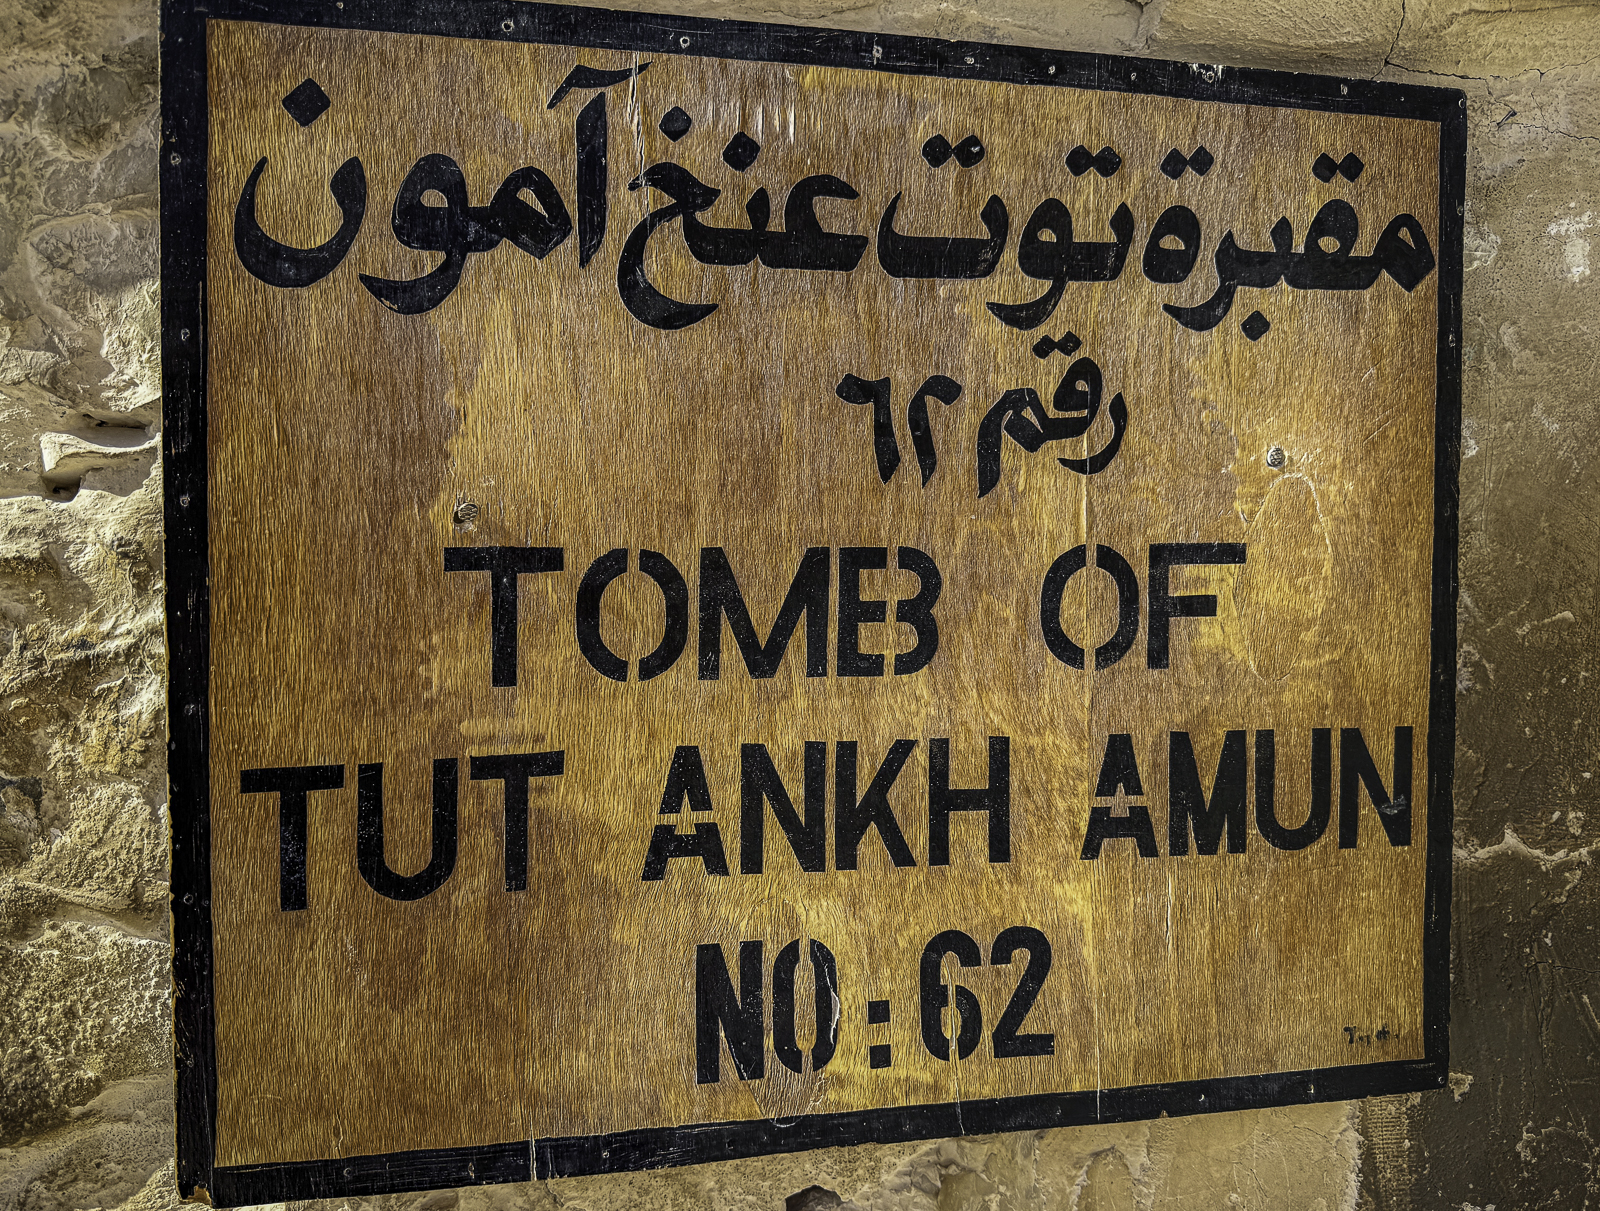 مقبرة توت عنخ آمون
رقم ٦٢
TOMB OF
TUT ANKH AMUN
NO: 62